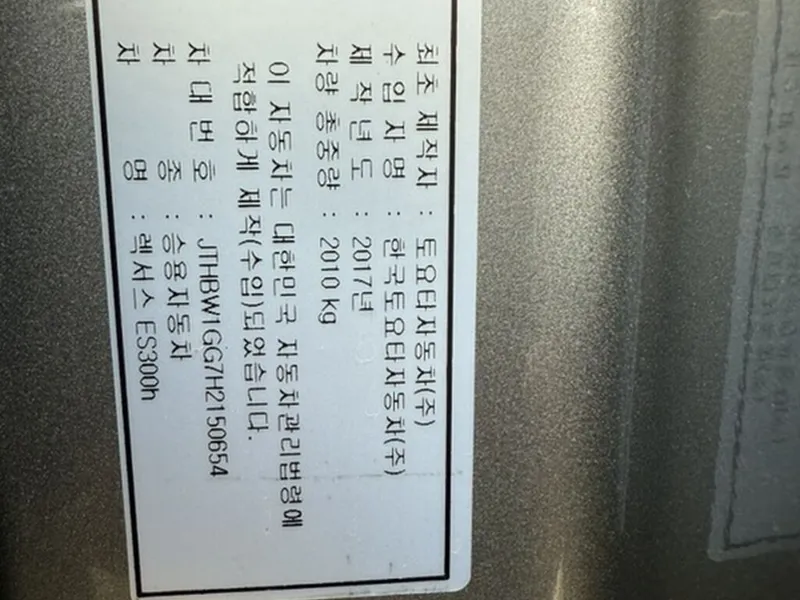 최초 제작자 : 토요타자동차(주)
수 입 자 명 : 한국토요타자동차(주)
제 작 년 도 : 2017년
차량 총중량 : 2010 kg
이 자동차는 대한민국 자동차관리법령에
적합하게 제작(수입)되었습니다.
차 대 번 호 : JTHBW1GG7H2150654
차 종 : 승용자동차
차 명 : 렉서스 ES300h